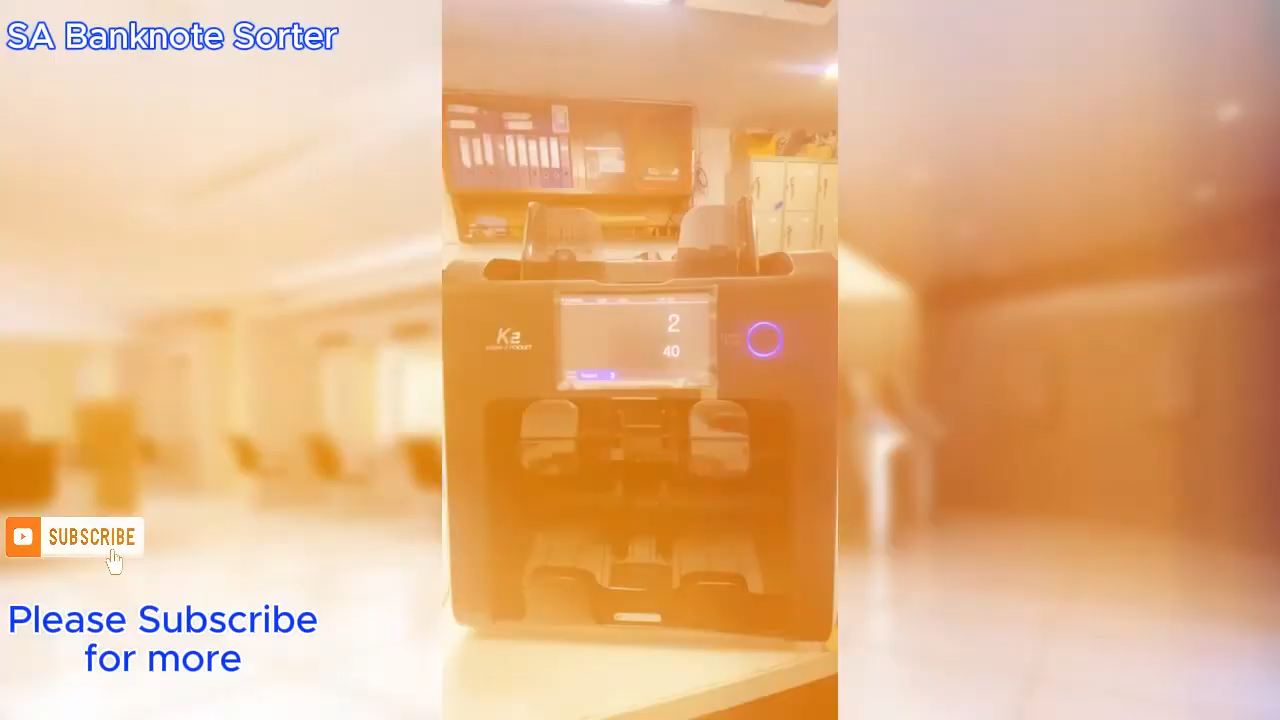 SA Banknote Sorter
2
K2
40
SUBSCRIBE
Please Subscribe
for more